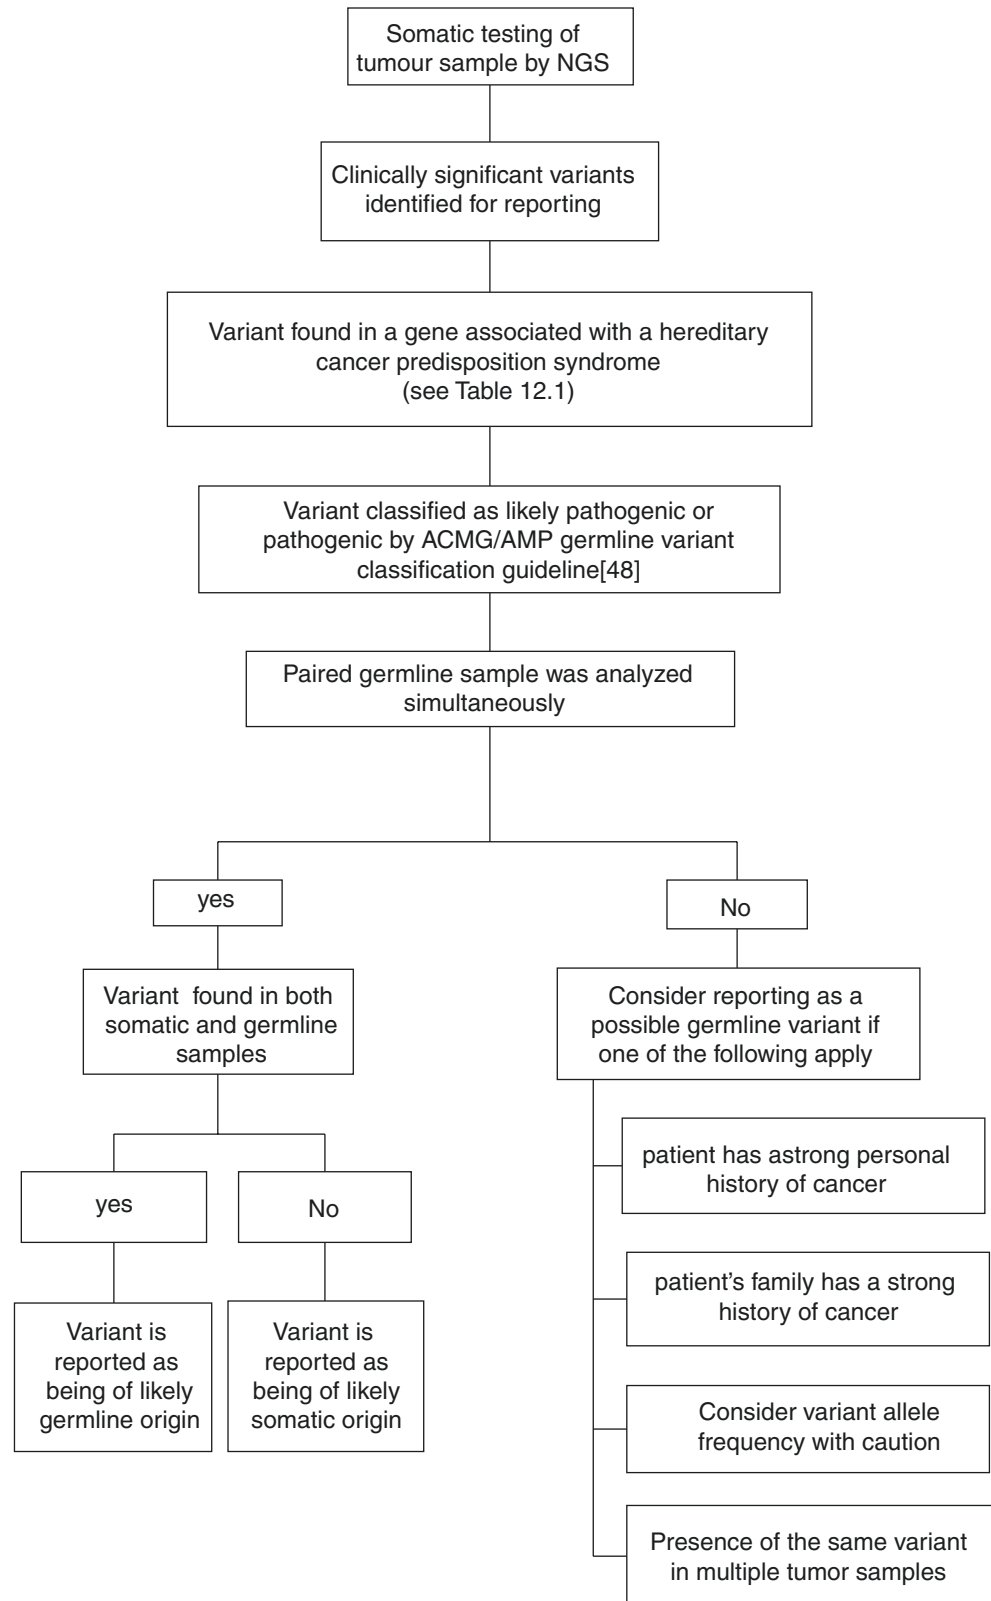 Somatic testing of
tumour sample by NGS
Clinically significant variants
identified for reporting
Variant found in a gene associated with a hereditary
cancer predisposition syndrome
(see Table 12.1)
Variant classified as likely pathogenic or
pathogenic by ACMG/AMP germline variant
classification guideline[48]
Paired germline sample was analyzed
simultaneously
yes
Variant found in both
somatic and germline
samples
yes
Variant is
reported as
being of likely
germline origin
No
Variant is
reported as
being of likely
somatic origin
No
Consider reporting as a
possible germline variant if
one of the following apply
patient has astrong personal
history of cancer
patient's family has a strong
history of cancer
Consider variant allele
frequency with caution
Presence of the same variant
in multiple tumor samples